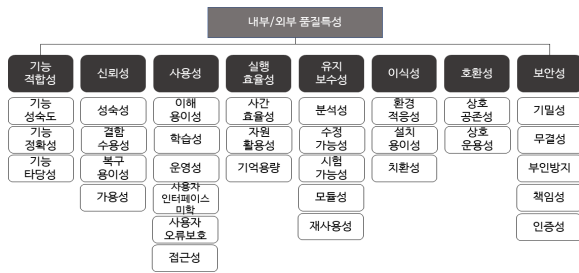 내부/외부 품질특성
기능
적합성
신뢰성
사용성
실행
효율성
유지
보수성
이식성
호환성
보안성
기능
성숙도
기능
정확성
기능
타당성
성숙성
결함
수용성
복구
용이성
가용성
이해
용이성
학습성
운영성
사용자
인터페이스
미학
사용자
오류보호
접근성
사간
효율성
자원
활용성
기억용량
분석성
수정
가능성
시험
가능성
모듈성
재사용성
환경
적응성
설치
용이성
치환성
상호
공존성
상호
운용성
기밀성
무결성
부인방지
책임성
인증성